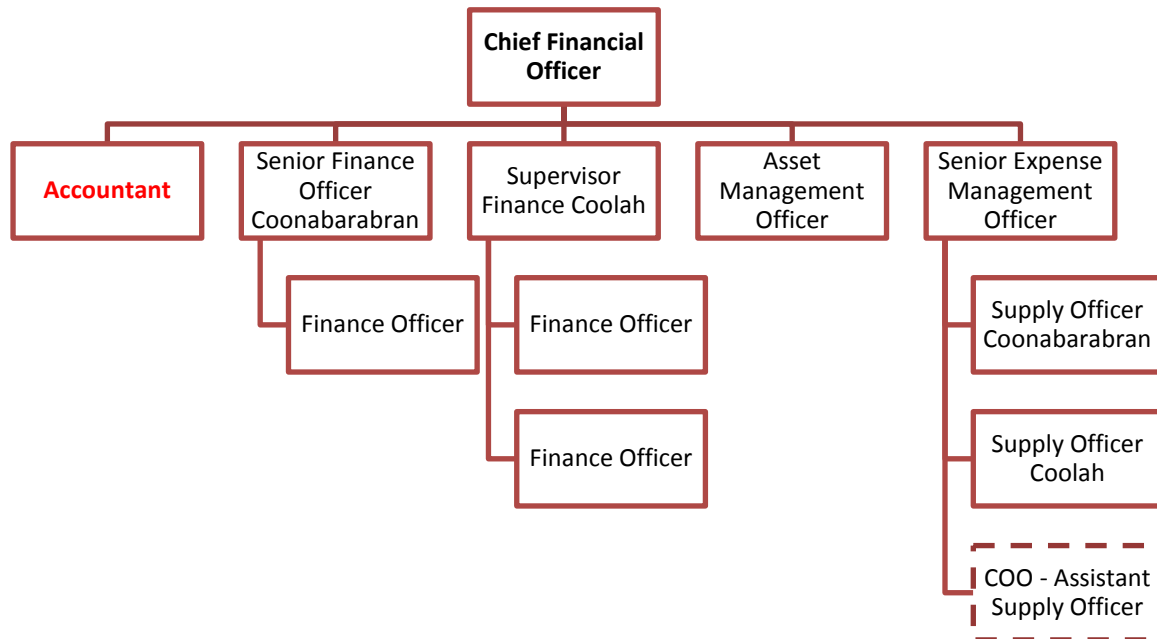 Chief Financial
Officer
Accountant
Senior Finance
Officer
Coonabarabran
Supervisor
Finance Coolah
Asset
Management
Officer
Senior Expense
Management
Officer
Finance Officer
Finance Officer
Supply Officer
Coonabarabran
Finance Officer
Supply Officer
Coolah
COO - Assistant
Supply Officer